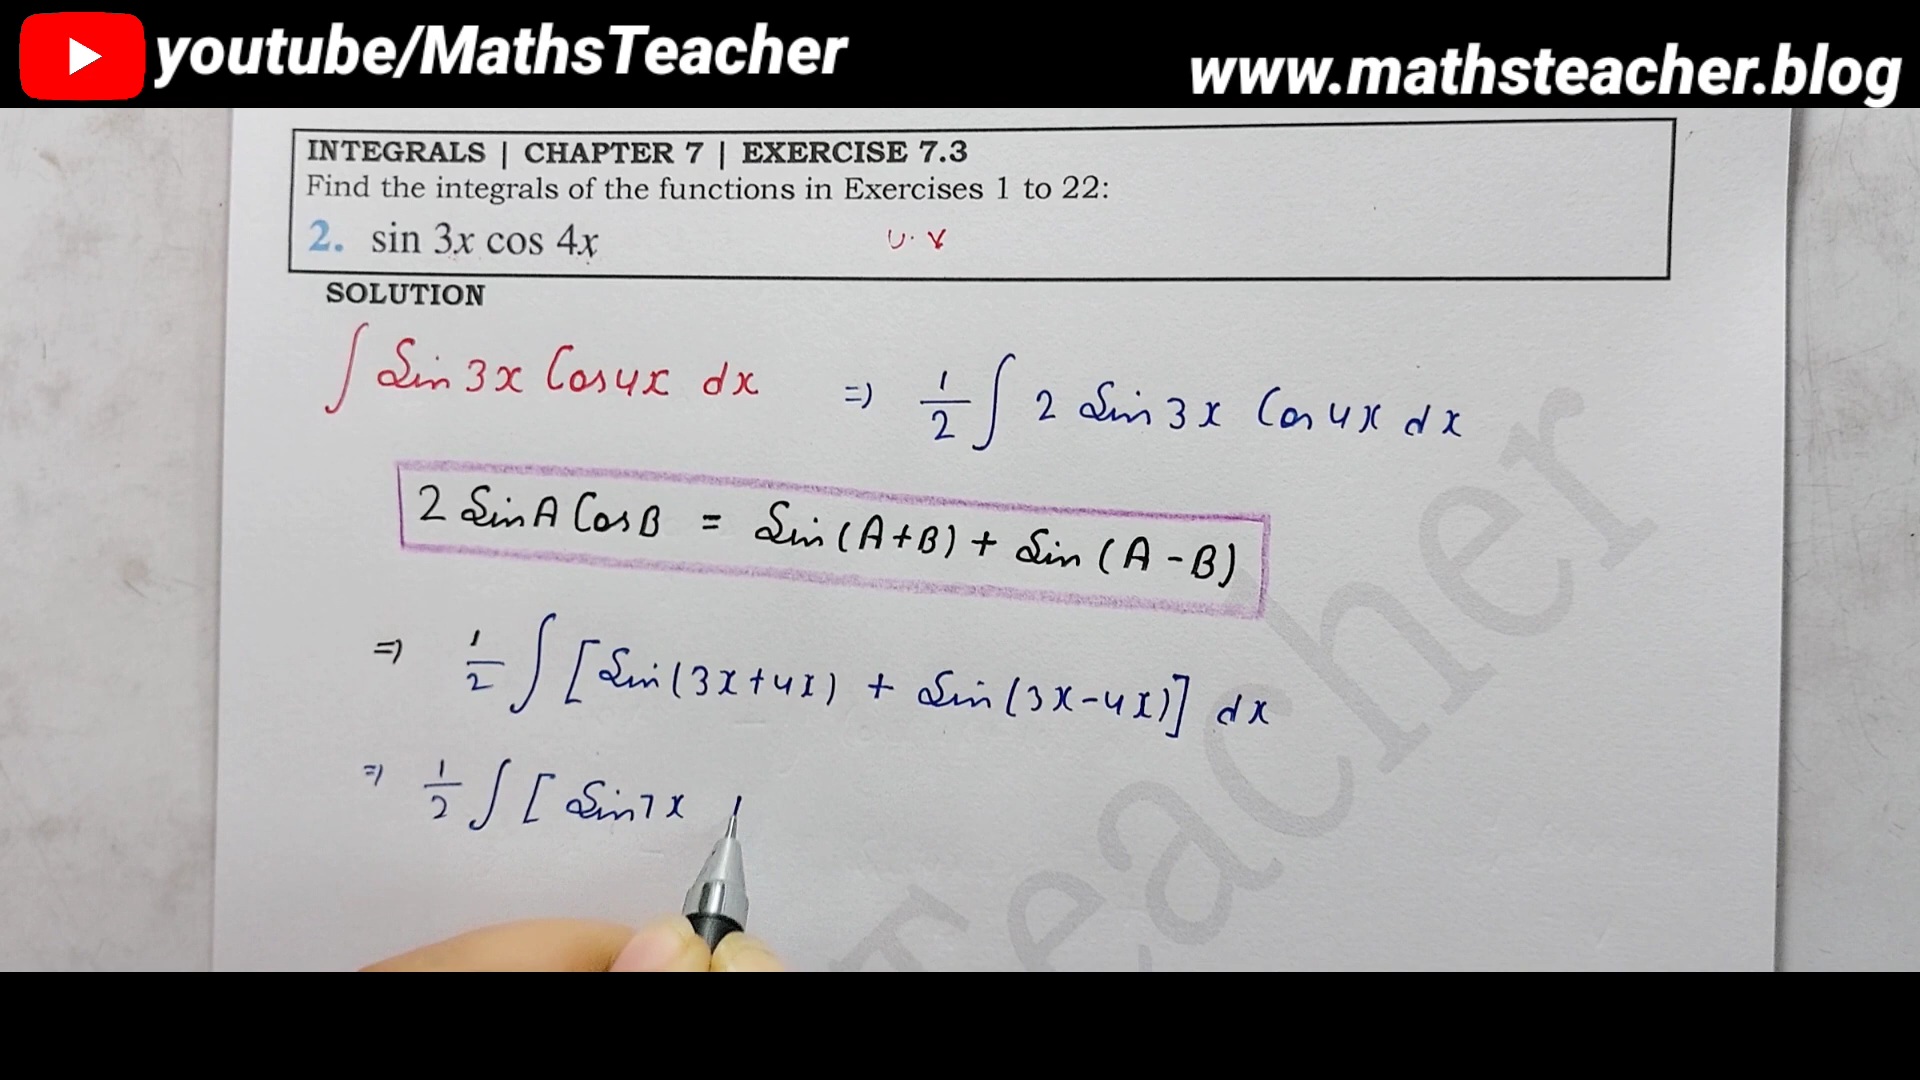 youtube/MathsTeacher
www.mathsteacher.blog
INTEGRALS | CHAPTER 7 | EXERCISE 7.3
Find the integrals of the functions in Exercises 1 to 22:
2. sin 3x cos 4x
SOLUTION
∫ Sin 3x Cos 4x dx => 1/2 ∫ 2 Sin 3x Cos 4x dx
2 Sin A Cos B = Sin (A+B) + Sin (A-B)
=> 1/2 ∫ [Sin(3x+4x) + Sin(3x-4x)] dx
=> 1/2 ∫ [ Sin 7x
Teacher